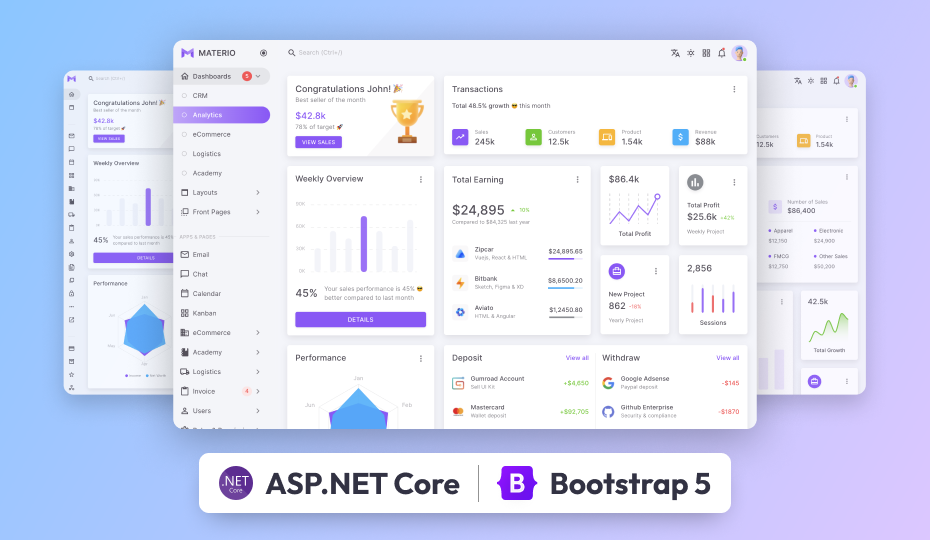 MATERIO
Search (Ctrl+/)
Dashboards
5
CRM
Analytics
eCommerce
Logistics
Academy
Layouts
Front Pages
APPS & PAGES
Email
Chat
Calendar
Kanban
eCommerce
Academy
Logistics
Invoice
4
Users
Congratulations John! 🎉
Best seller of the month
$42.8k
78% of target 🚀
VIEW SALES
Transactions
Total 48.5% growth 😎 this month
Sales
245k
Customers
12.5k
Product
1.54k
Revenue
$88k
Weekly Overview
90K
60K
30K
0K
45%
Your sales performance is 45% 😎
better compared to last month
DETAILS
Total Earning
$24,895
10%
Compared to $84,325 last year
Zipcar
Vuejs, React & HTML
$24,895.65
Bitbank
Sketch, Figma & XD
$8,6500.20
Aviato
HTML & Angular
$1,2450.80
$86.4k
Total Profit
Total Profit
$25.6k +42%
Weekly Project
New Project
862 -18%
Yearly Project
2,856
Sessions
Performance
Jan
Jun
Feb
Deposit
View all
Gumroad Account
Sell UI Kit
+$4,650
Mastercard
Wallet deposit
+$92,705
Withdraw
View all
Google Adsense
Paypal deposit
-$145
Github Enterprise
Security & compliance
-$1870
Search (Ctrl+/)
Congratulations John! 🎉
Best seller of the month
$42.8k
78% of target 🚀
VIEW SALES
Weekly Overview
45%
Your sales performance is 45%
compared to last month
DETAILS
Performance
Customers
12.5k
Product
1.54k
Number of Sales
$86,400
Apparel
$12,150
Electronic
$24,900
FMCG
$12,750
Other Sales
$50,200
42.5k
Total Growth
.NET
Core
ASP.NET Core
B
Bootstrap 5